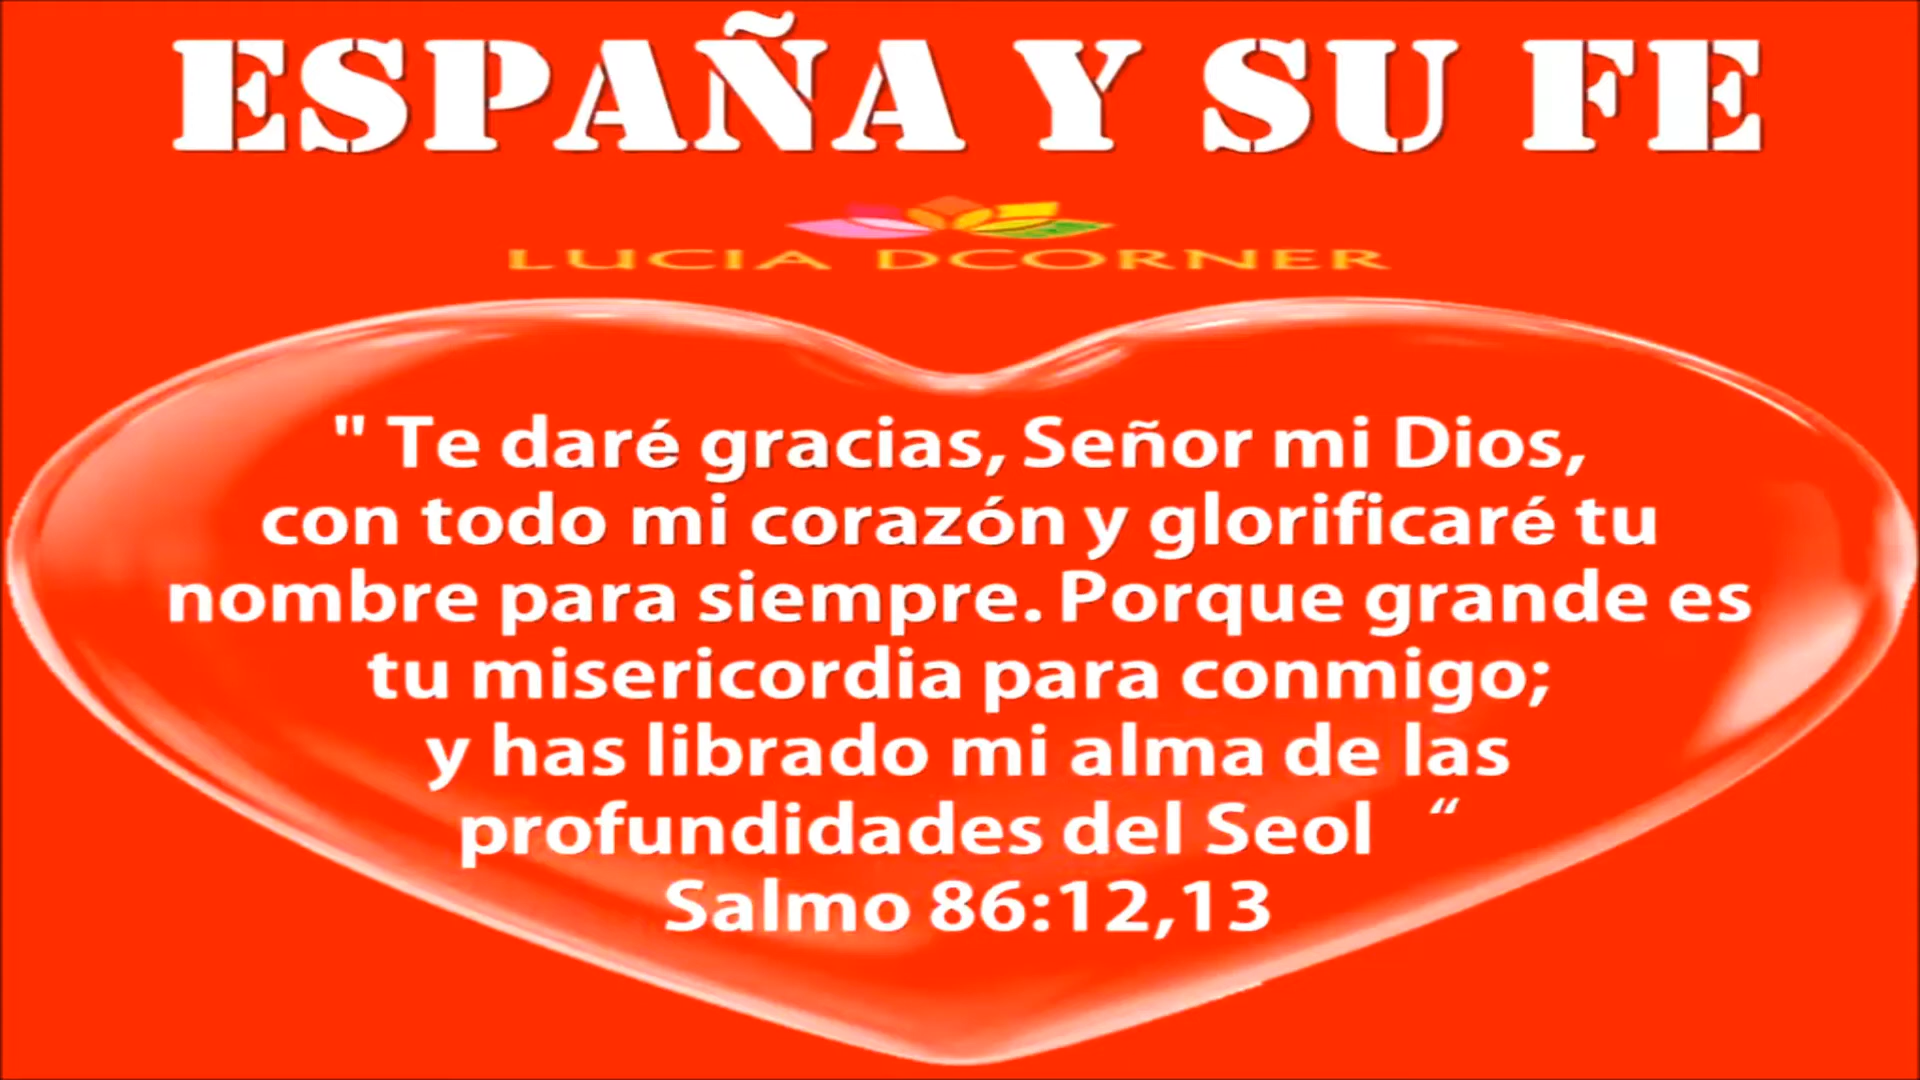 ESPAÑA Y SU FE
LUCIA DCORNER
" Te daré gracias, Señor mi Dios,
con todo mi corazón y glorificaré tu
nombre para siempre. Porque grande es
tu misericordia para conmigo;
y has librado mi alma de las
profundidades del Seol “
Salmo 86:12,13